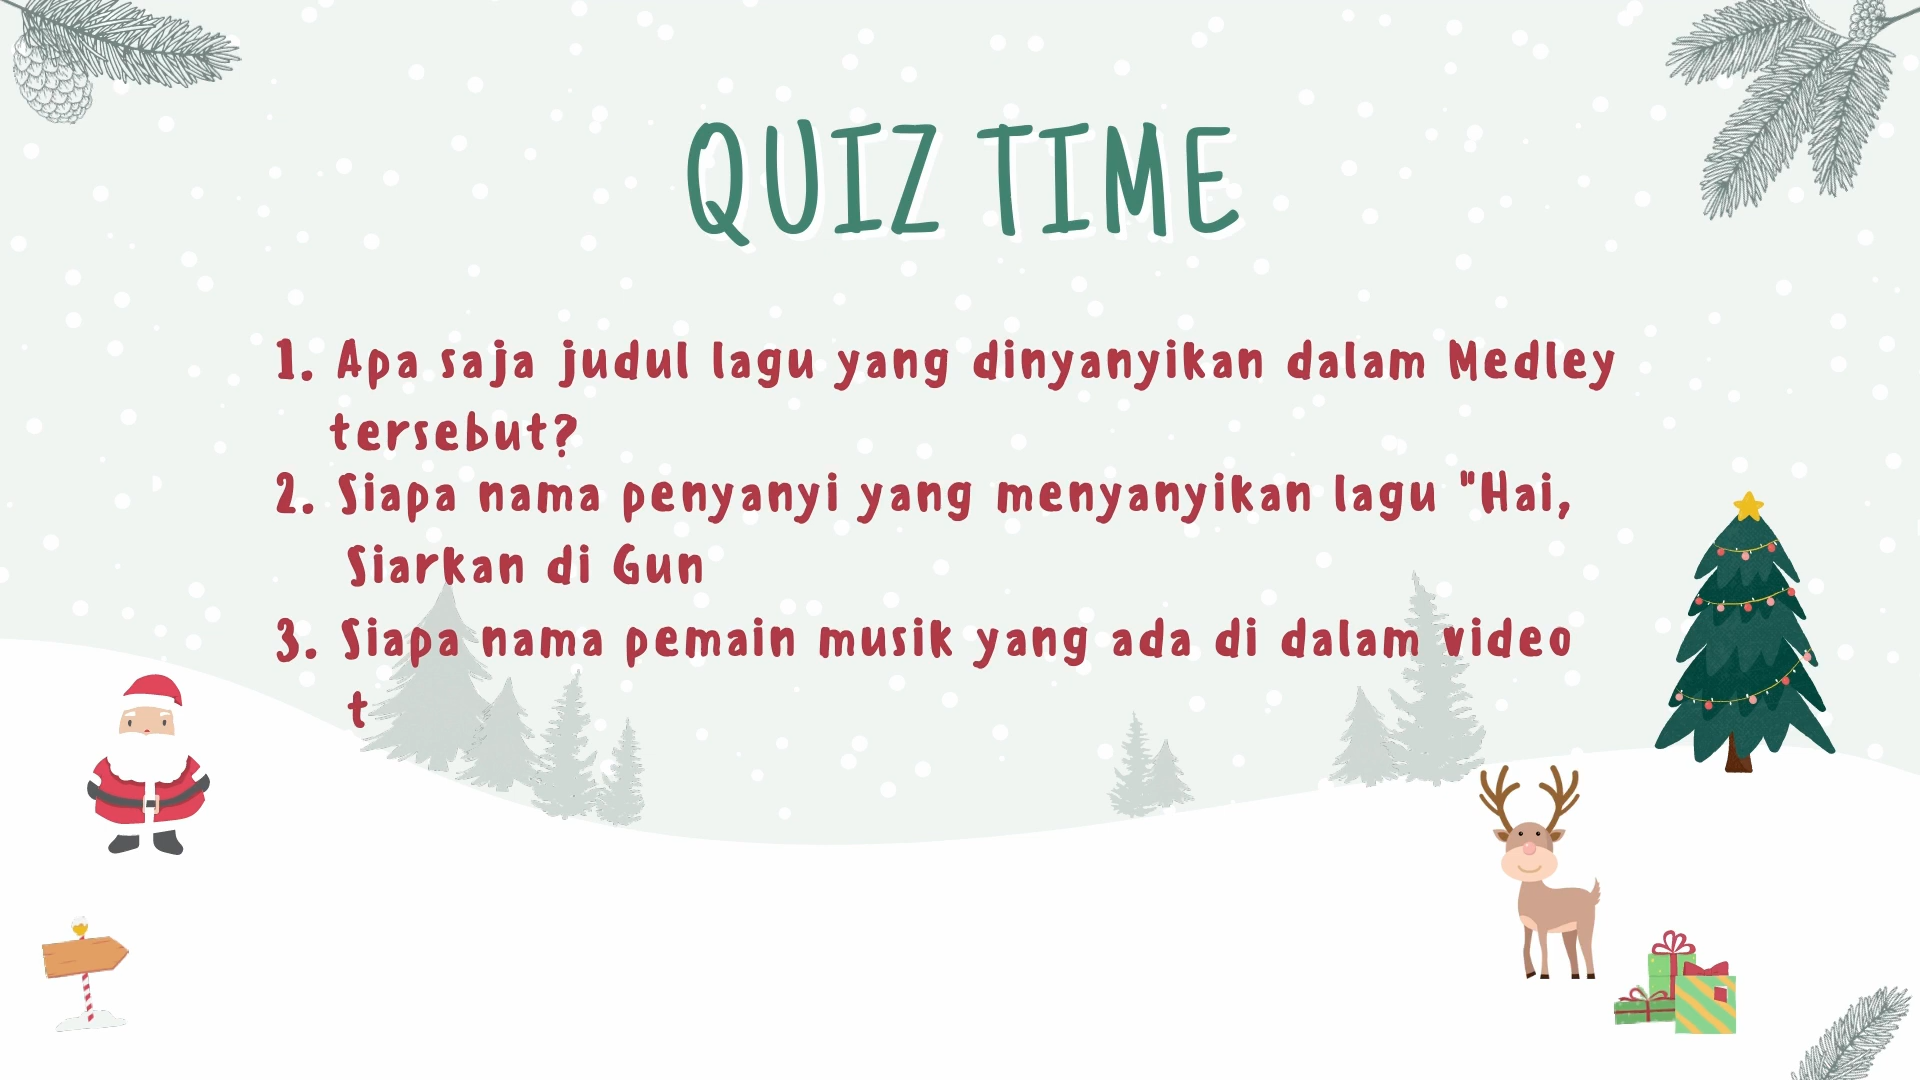 QUIZ TIME
1. Apa saja judul lagu yang dinyanyikan dalam Medley
tersebut?
2. Siapa nama penyanyi yang menyanyikan lagu "Hai,
Siarkan di Gun
3. Siapa nama pemain musik yang ada di dalam video
t